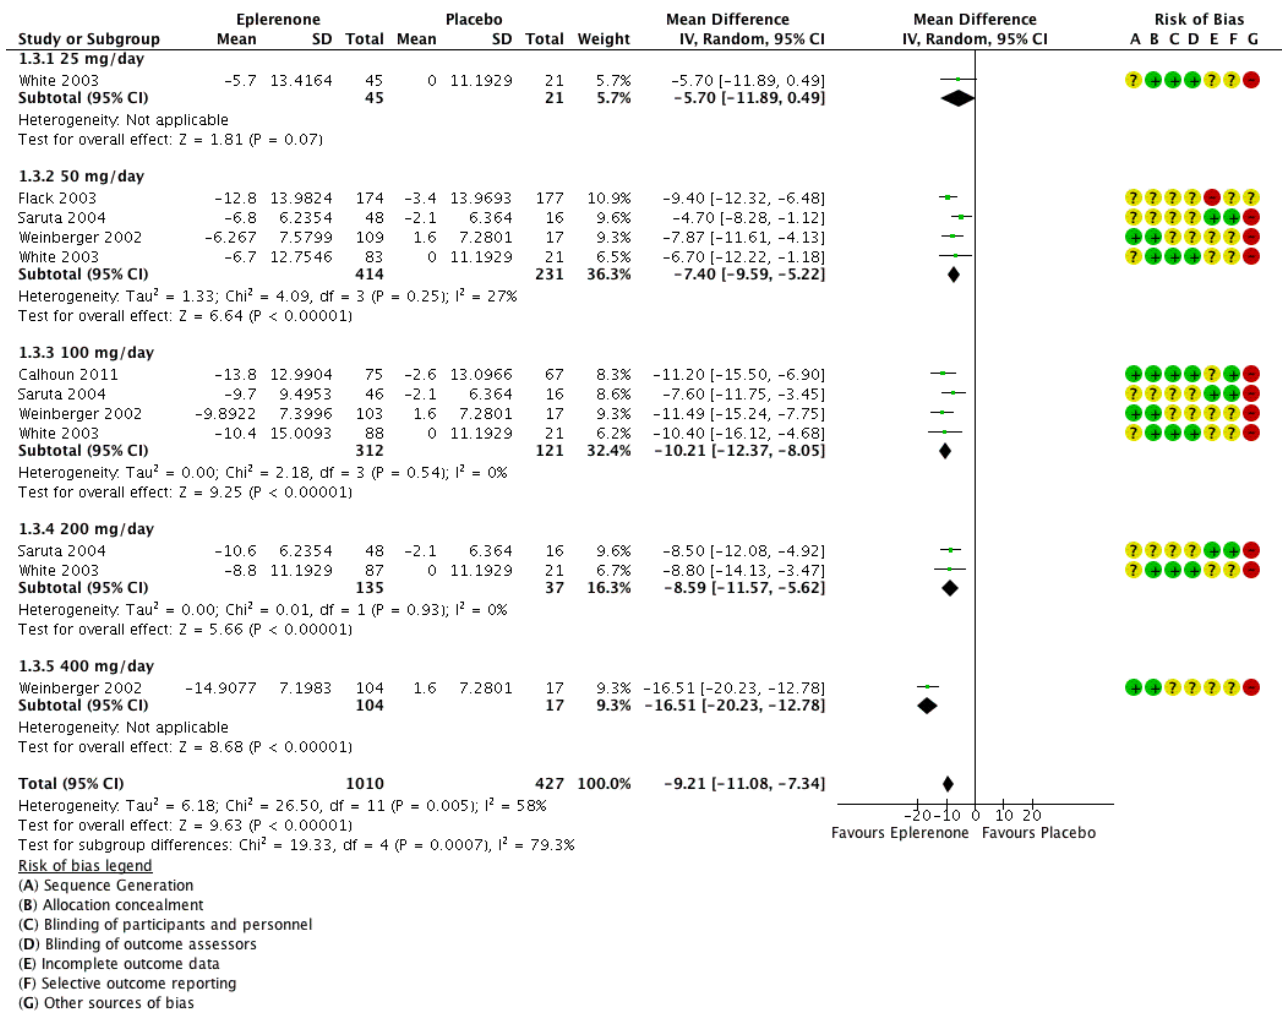 Eplerenone Placebo Mean Difference Mean Difference Risk of Bias
Study or Subgroup Mean SD Total Mean SD Total Weight IV, Random, 95% CI IV, Random, 95% CI A B C D E F G
1.3.1 25 mg/day
White 2003 -5.7 13.4164 45 0 11.1929 21 5.7% -5.70 [-11.89, 0.49] ? + + + ? ? -
Subtotal (95% CI) 45 21 5.7% -5.70 [-11.89, 0.49]
Heterogeneity: Not applicable
Test for overall effect: Z = 1.81 (P = 0.07)
1.3.2 50 mg/day
Flack 2003 -12.8 13.9824 174 -3.4 13.9693 177 10.9% -9.40 [-12.32, -6.48] ? ? ? ? - ? ?
Saruta 2004 -6.8 6.2354 48 -2.1 6.364 16 9.6% -4.70 [-8.28, -1.12] ? ? ? ? + + -
Weinberger 2002 -6.267 7.5799 109 1.6 7.2801 17 9.3% -7.87 [-11.61, -4.13] + + ? ? ? ? -
White 2003 -6.7 12.7546 83 0 11.1929 21 6.5% -6.70 [-12.22, -1.18] ? + + + ? ? -
Subtotal (95% CI) 414 231 36.3% -7.40 [-9.59, -5.22]
Heterogeneity: Tau² = 1.33; Chi² = 4.09, df = 3 (P = 0.25); I² = 27%
Test for overall effect: Z = 6.64 (P < 0.00001)
1.3.3 100 mg/day
Calhoun 2011 -13.8 12.9904 75 -2.6 13.0966 67 8.3% -11.20 [-15.50, -6.90] + + + + ? + -
Saruta 2004 -9.7 9.4953 46 -2.1 6.364 16 8.6% -7.60 [-11.75, -3.45] ? ? ? ? + + -
Weinberger 2002 -9.8922 7.3996 103 1.6 7.2801 17 9.3% -11.49 [-15.24, -7.75] + + ? ? ? ? -
White 2003 -10.4 15.0093 88 0 11.1929 21 6.2% -10.40 [-16.12, -4.68] ? + + + ? ? -
Subtotal (95% CI) 312 121 32.4% -10.21 [-12.37, -8.05]
Heterogeneity: Tau² = 0.00; Chi² = 2.18, df = 3 (P = 0.54); I² = 0%
Test for overall effect: Z = 9.25 (P < 0.00001)
1.3.4 200 mg/day
Saruta 2004 -10.6 6.2354 48 -2.1 6.364 16 9.6% -8.50 [-12.08, -4.92] ? ? ? ? + + -
White 2003 -8.8 11.1929 87 0 11.1929 21 6.7% -8.80 [-14.13, -3.47] ? + + + ? ? -
Subtotal (95% CI) 135 37 16.3% -8.59 [-11.57, -5.62]
Heterogeneity: Tau² = 0.00; Chi² = 0.01, df = 1 (P = 0.93); I² = 0%
Test for overall effect: Z = 5.66 (P < 0.00001)
1.3.5 400 mg/day
Weinberger 2002 -14.9077 7.1983 104 1.6 7.2801 17 9.3% -16.51 [-20.23, -12.78] + + ? ? ? ? -
Subtotal (95% CI) 104 17 9.3% -16.51 [-20.23, -12.78]
Heterogeneity: Not applicable
Test for overall effect: Z = 8.68 (P < 0.00001)
Total (95% CI) 1010 427 100.0% -9.21 [-11.08, -7.34]
Heterogeneity: Tau² = 6.18; Chi² = 26.50, df = 11 (P = 0.005); I² = 58%
Test for overall effect: Z = 9.63 (P < 0.00001)
Test for subgroup differences: Chi² = 19.33, df = 4 (P = 0.0007), I² = 79.3%
-20 -10 0 10 20
Favours Eplerenone Favours Placebo
Risk of bias legend
(A) Sequence Generation
(B) Allocation concealment
(C) Blinding of participants and personnel
(D) Blinding of outcome assessors
(E) Incomplete outcome data
(F) Selective outcome reporting
(G) Other sources of bias